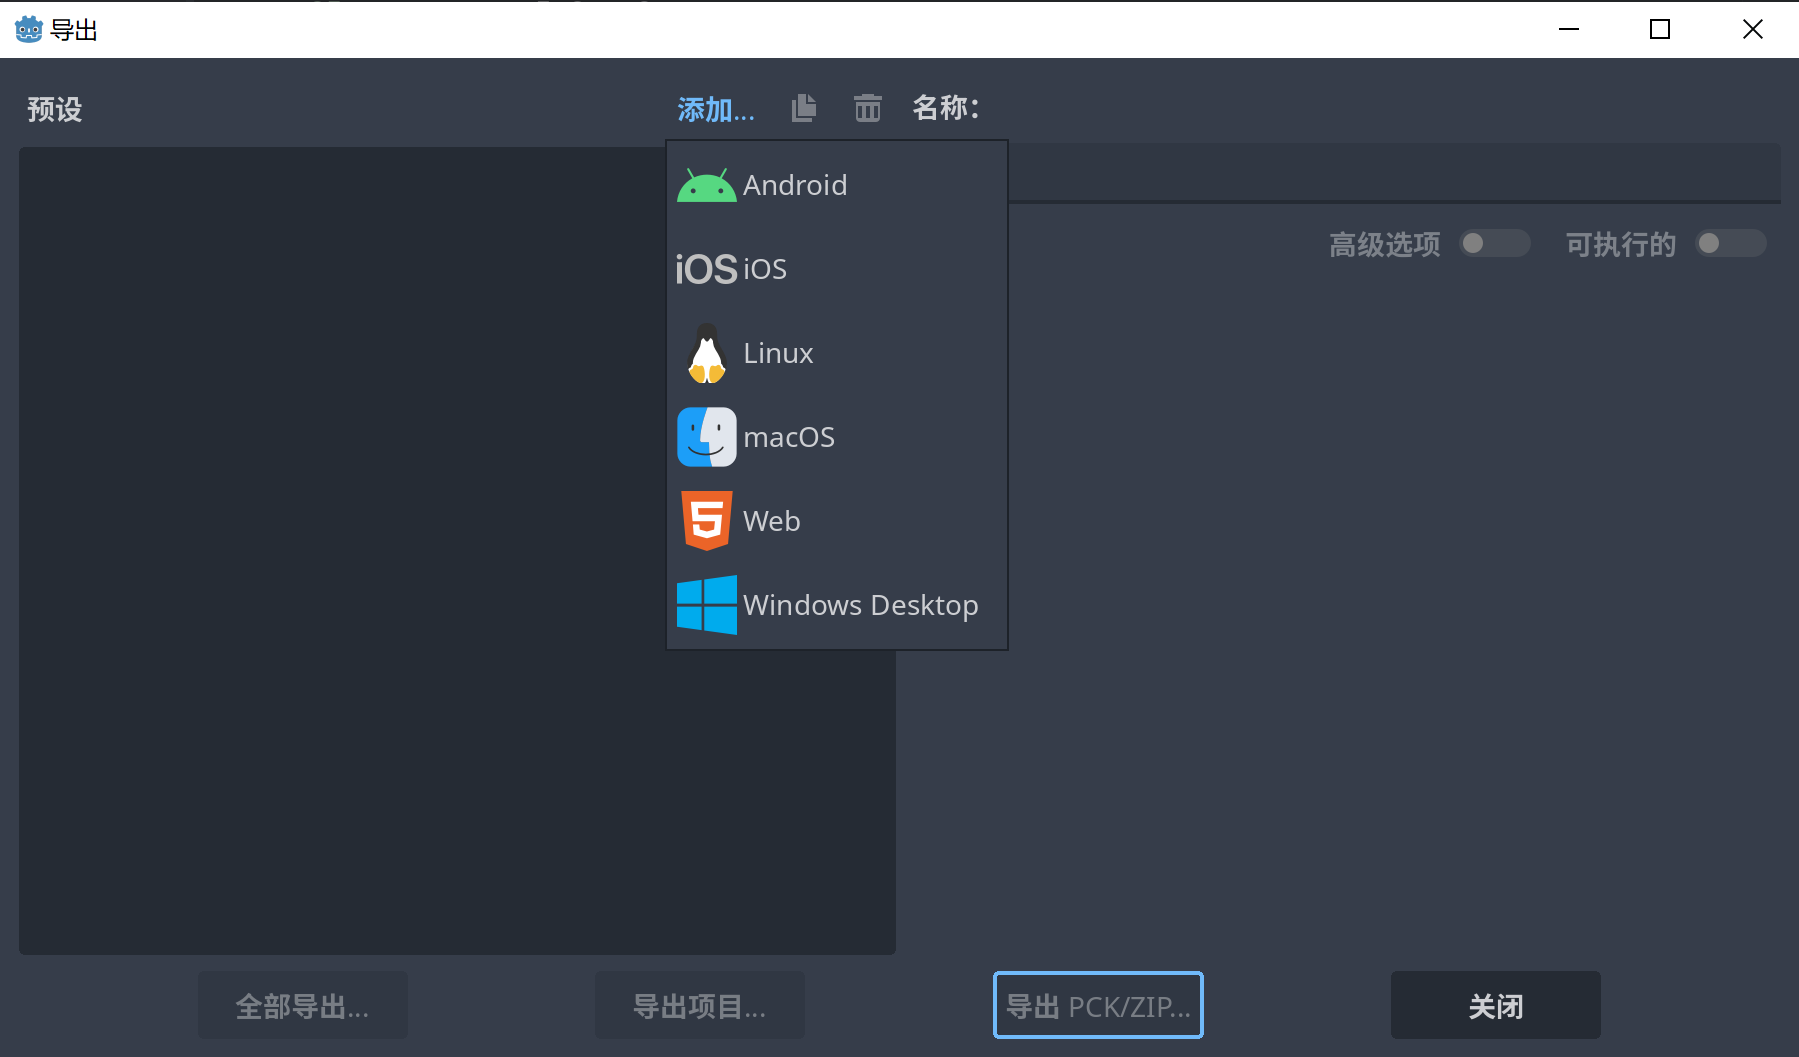 导出
预设
添加...
名称：
Android
iOS iOS
Linux
macOS
Web
Windows Desktop
高级选项
可执行的
全部导出...
导出项目...
导出 PCK/ZIP...
关闭